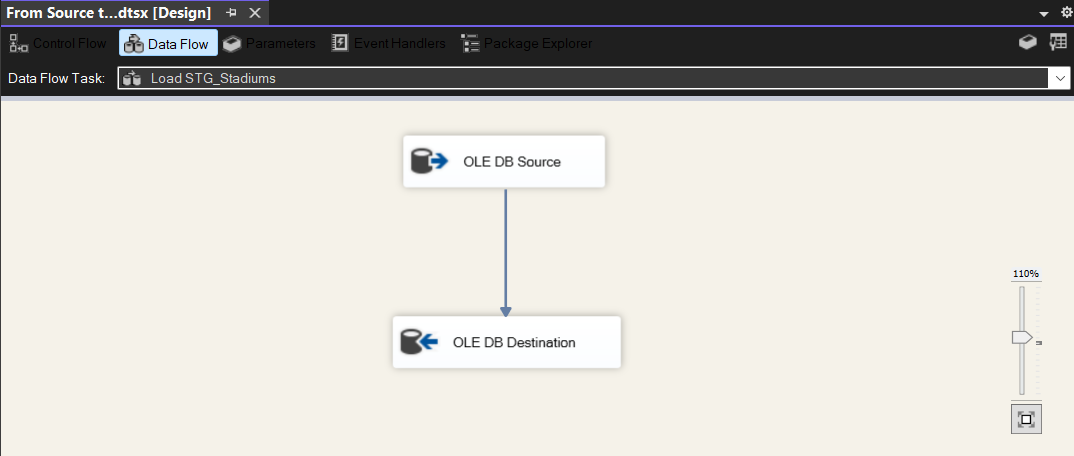 From Source t...dtsx [Design]
Control Flow Data Flow Parameters Event Handlers Package Explorer
Data Flow Task: Load STG_Stadiums
OLE DB Source
110%
OLE DB Destination